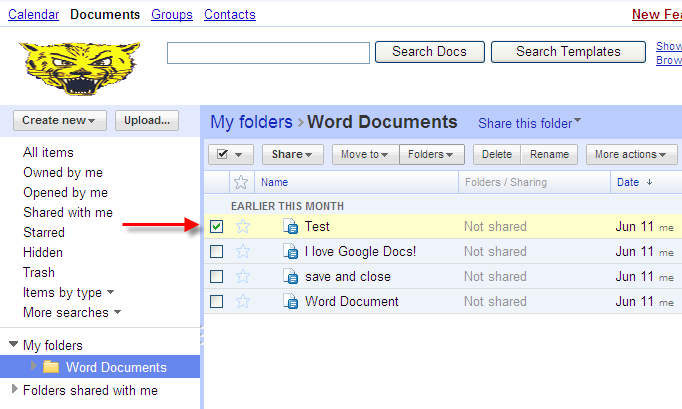 Calendar Documents Groups Contacts New Fea
Search Docs Search Templates Show
Brow
Create new Upload...
My folders › Word Documents Share this folder
Share Move to Folders Delete Rename More actions
All items
Owned by me
Opened by me
Shared with me
Starred
Hidden
Trash
Items by type
More searches
My folders
Word Documents
Folders shared with me
Name Folders / Sharing Date
EARLIER THIS MONTH
Test Not shared Jun 11 me
I love Google Docs! Not shared Jun 11 me
save and close Not shared Jun 11 me
Word Document Not shared Jun 11 me